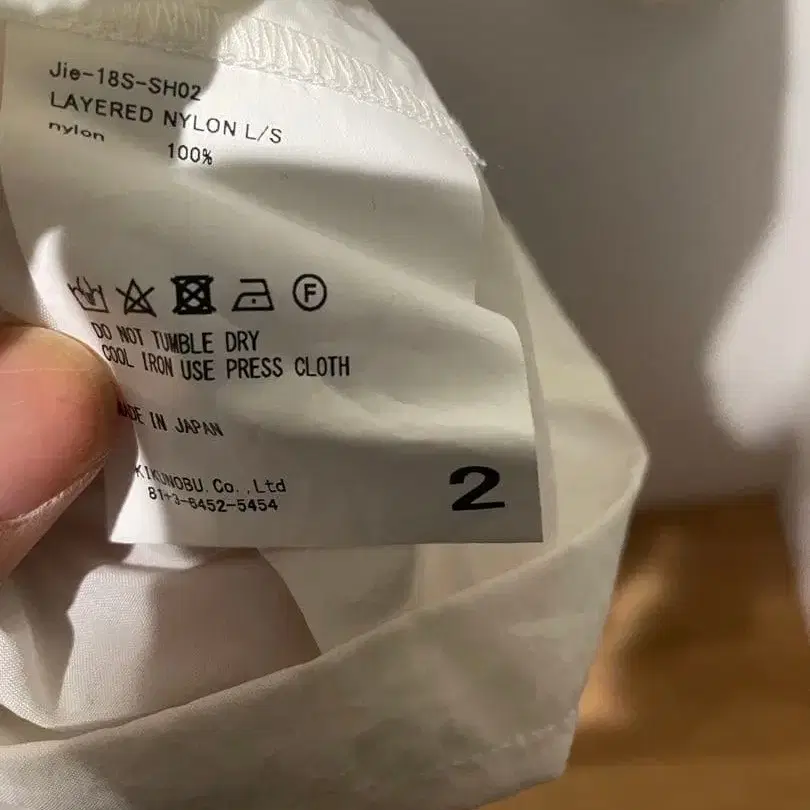 Jie-18S-SH02
LAYERED NYLON L/S
nylon 100%
F
DO NOT TUMBLE DRY
COOL IRON USE PRESS CLOTH
MADE IN JAPAN
KIKUNOBU.Co.,Ltd
81+3-6452-5454
2